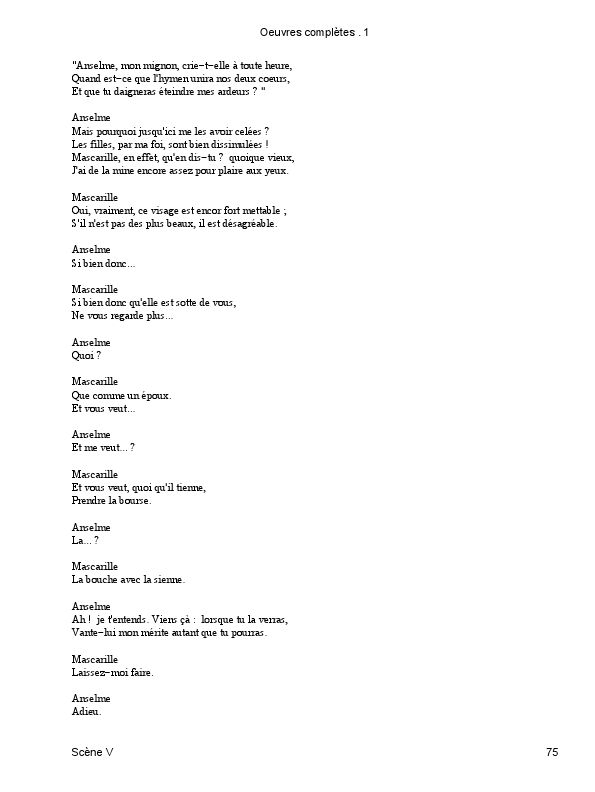 Oeuvres complètes . 1
"Anselme, mon mignon, crie−t−elle à toute heure,
Quand est−ce que l'hymen unira nos deux coeurs,
Et que tu daigneras éteindre mes ardeurs ? "
Anselme
Mais pourquoi jusqu'ici me les avoir celées ?
Les filles, par ma foi, sont bien dissimulées !
Mascarille, en effet, qu'en dis−tu ? quoique vieux,
J'ai de la mine encore assez pour plaire aux yeux.
Mascarille
Oui, vraiment, ce visage est encor fort mettable ;
S'il n'est pas des plus beaux, il est désagréable.
Anselme
Si bien donc...
Mascarille
Si bien donc qu'elle est sotte de vous,
Ne vous regarde plus...
Anselme
Quoi ?
Mascarille
Que comme un époux.
Et vous veut...
Anselme
Et me veut... ?
Mascarille
Et vous veut, quoi qu'il tienne,
Prendre la bourse.
Anselme
La... ?
Mascarille
La bouche avec la sienne.
Anselme
Ah ! je t'entends. Viens çà : lorsque tu la verras,
Vante−lui mon mérite autant que tu pourras.
Mascarille
Laissez−moi faire.
Anselme
Adieu.
Scène V
75